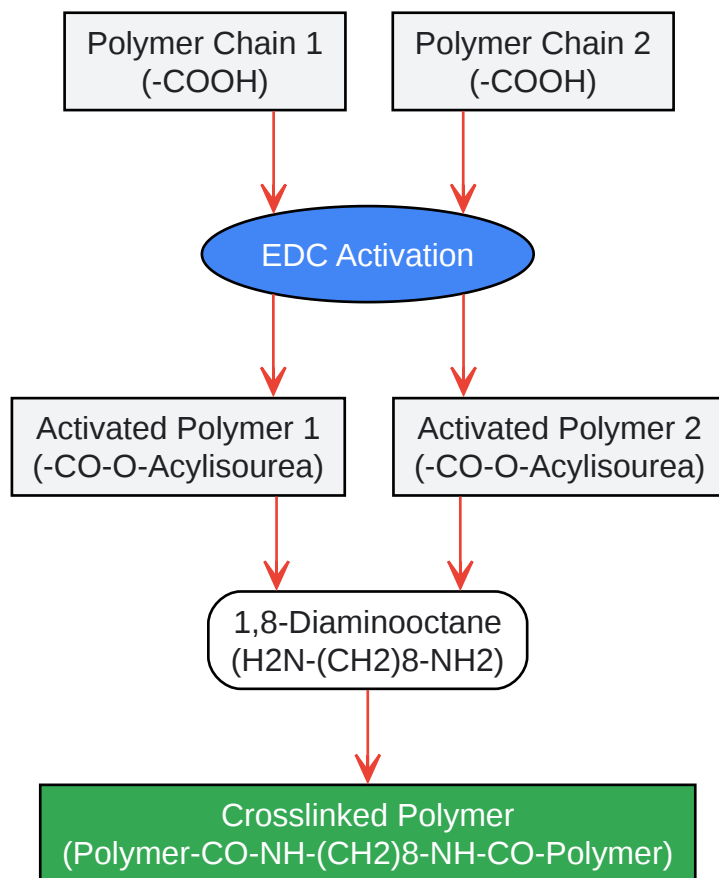 Polymer Chain 1
(-COOH)
Polymer Chain 2
(-COOH)
EDC Activation
Activated Polymer 1
(-CO-O-Acylisourea)
Activated Polymer 2
(-CO-O-Acylisourea)
1,8-Diaminooctane
(H2N-(CH2)8-NH2)
Crosslinked Polymer
(Polymer-CO-NH-(CH2)8-NH-CO-Polymer)